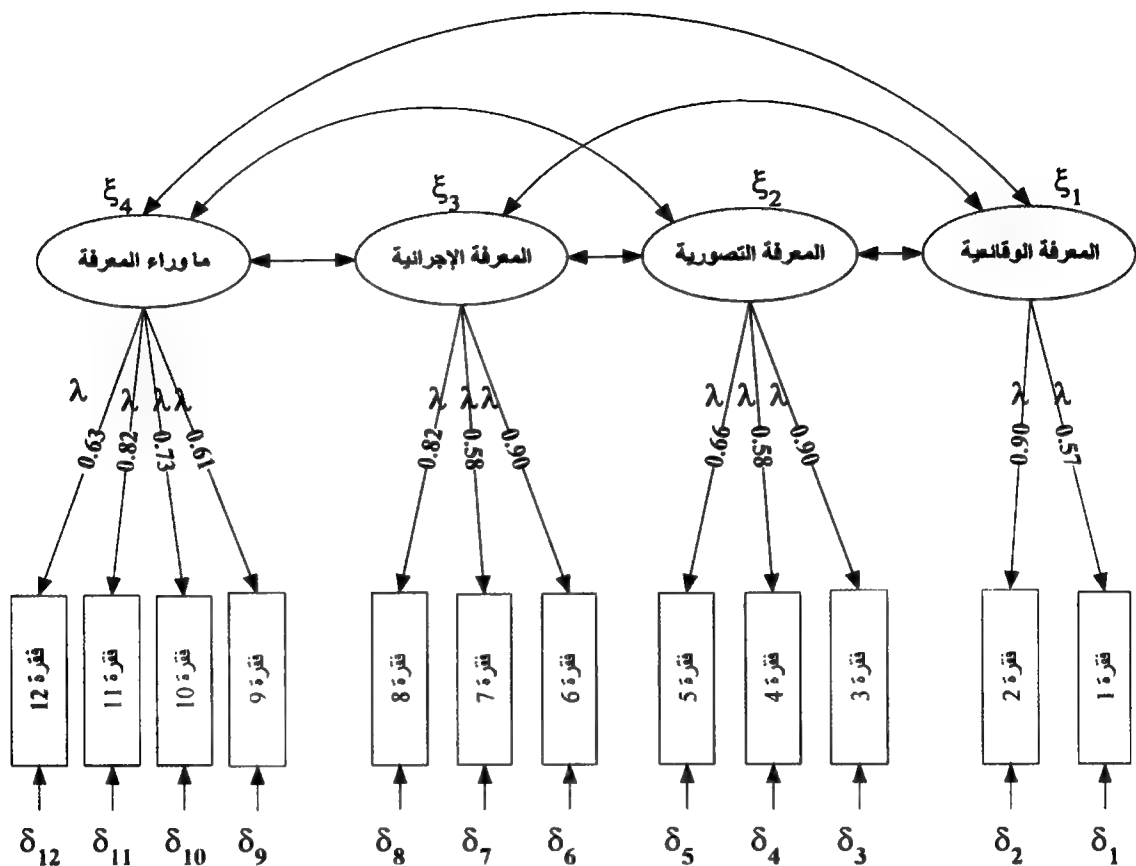 ξ₁
ξ₂
ξ₃
ξ₄
المعرفة الوقائعية
المعرفة التصورية
المعرفة الإجرائية
ما وراء المعرفة
λ λ
λ λ λ
λ λ λ
λ λ λ λ
0.57
0.60
0.90
0.58
0.66
0.90
0.58
0.82
0.61
0.73
0.82
0.63
فقرة 1
فقرة 2
فقرة 3
فقرة 4
فقرة 5
فقرة 6
فقرة 7
فقرة 8
فقرة 9
فقرة 10
فقرة 11
فقرة 12
δ₁
δ₂
δ₃
δ₄
δ₅
δ₆
δ₇
δ₈
δ₉
δ₁₀
δ₁₁
δ₁₂